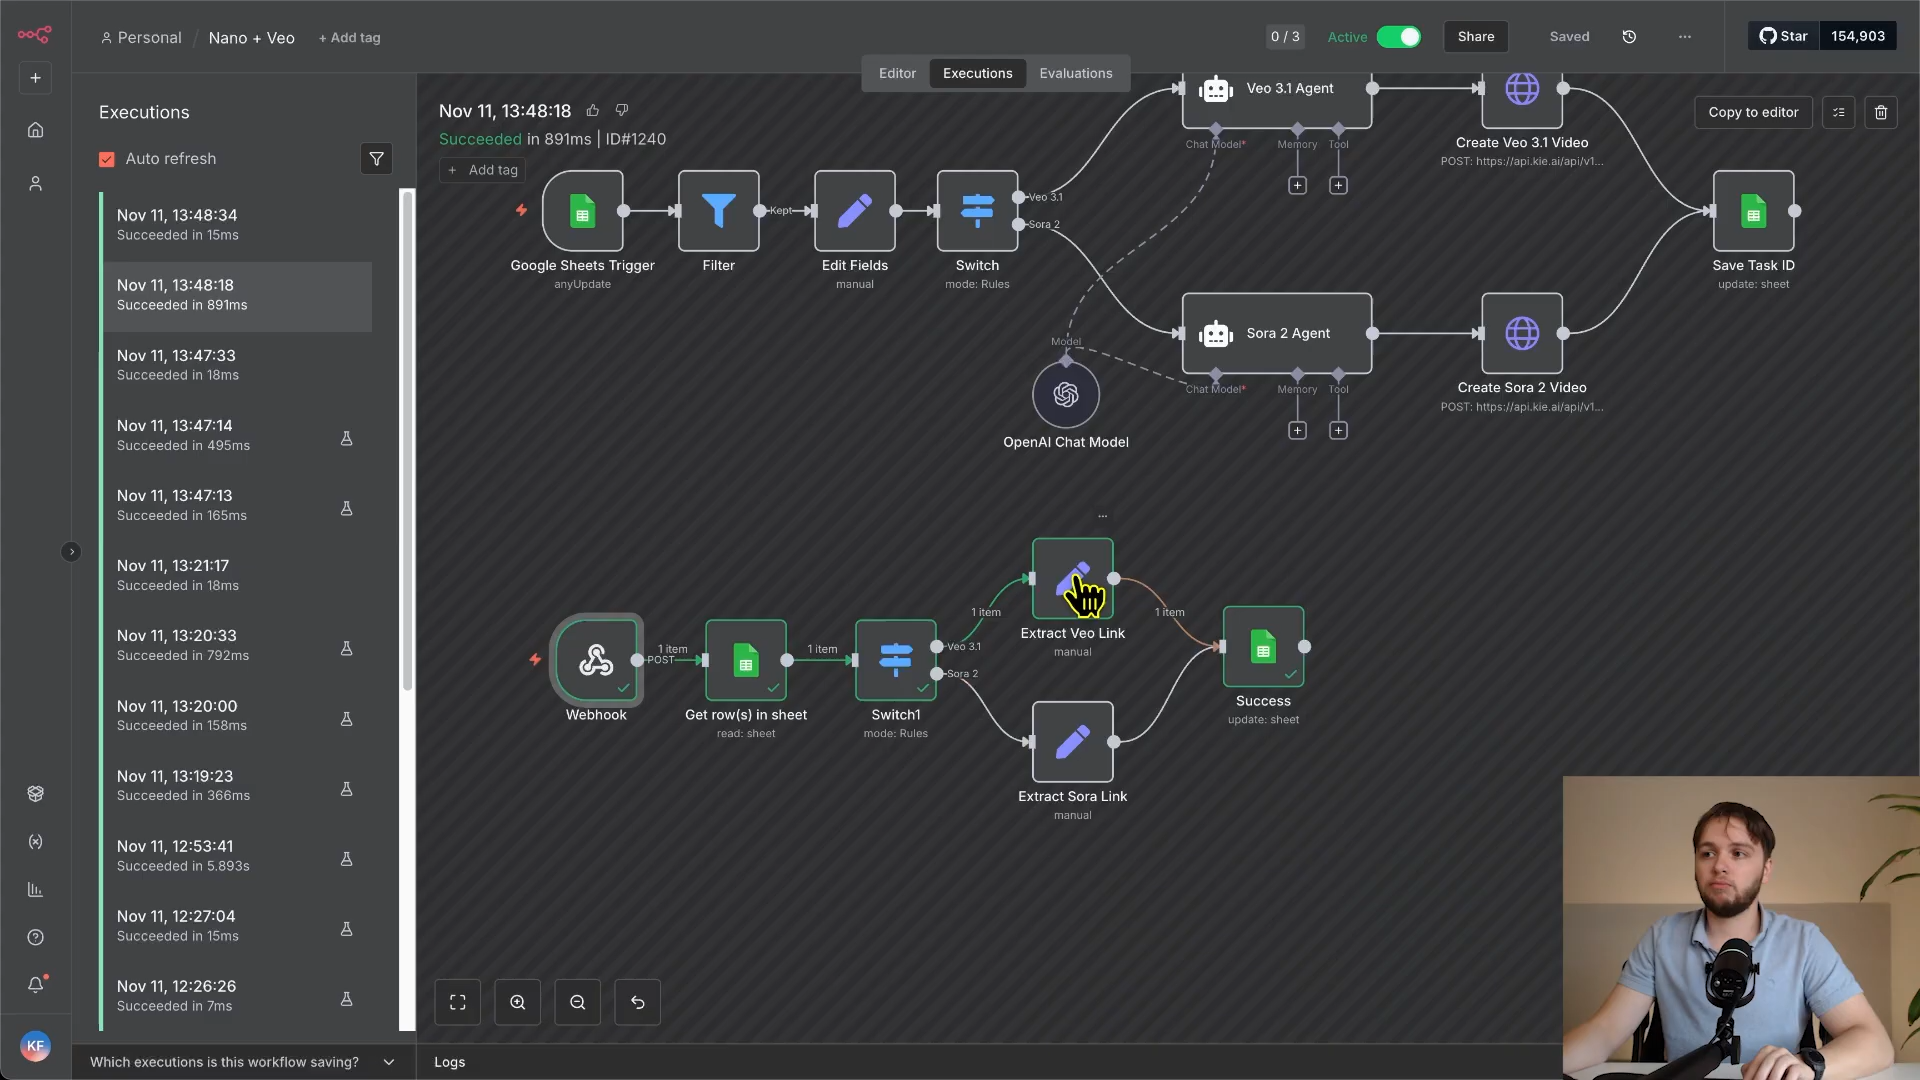 Personal / Nano + Veo + Add tag
0 / 3
Active
Share
Saved
Star 154,903
Editor
Executions
Evaluations
Executions
Auto refresh
Nov 11, 13:48:34
Succeeded in 15ms
Nov 11, 13:48:18
Succeeded in 891ms
Nov 11, 13:47:33
Succeeded in 18ms
Nov 11, 13:47:14
Succeeded in 495ms
Nov 11, 13:47:13
Succeeded in 165ms
Nov 11, 13:21:17
Succeeded in 18ms
Nov 11, 13:20:33
Succeeded in 792ms
Nov 11, 13:20:00
Succeeded in 158ms
Nov 11, 13:19:23
Succeeded in 366ms
Nov 11, 12:53:41
Succeeded in 5.893s
Nov 11, 12:27:04
Succeeded in 15ms
Nov 11, 12:26:26
Succeeded in 7ms
KF
Which executions is this workflow saving?
Nov 11, 13:48:18
Succeeded in 891ms | ID#1240
+ Add tag
Copy to editor
Google Sheets Trigger
anyUpdate
Filter
Kept
Edit Fields
manual
Switch
mode: Rules
Veo 3.1
Sora 2
Veo 3.1 Agent
Chat Model*
Memory
Tool
Create Veo 3.1 Video
POST: https://api.kie.ai/api/v1...
Save Task ID
update: sheet
Sora 2 Agent
Chat Model*
Memory
Tool
Create Sora 2 Video
POST: https://api.kie.ai/api/v1...
Model
OpenAI Chat Model
Webhook
1 item
POST
Get row(s) in sheet
read: sheet
1 item
Switch1
mode: Rules
1 item
Veo 3.1
Sora 2
Extract Veo Link
manual
1 item
Extract Sora Link
manual
Success
update: sheet
Logs